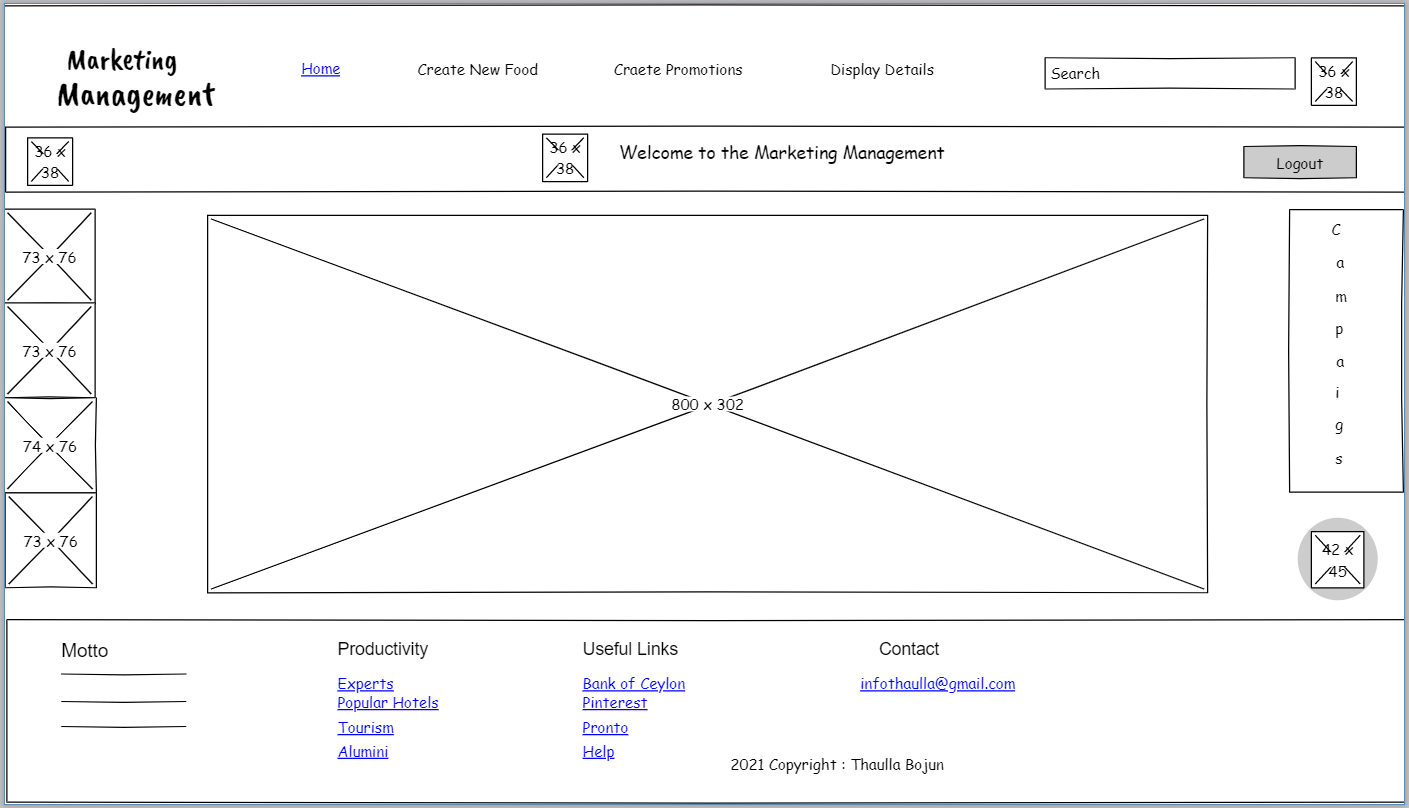 Marketing
Management
Home
Create New Food
Craete Promotions
Display Details
Search
36 x
38
36 x
38
36 x
38
Welcome to the Marketing Management
Logout
73 x 76
73 x 76
74 x 76
73 x 76
800 x 302
C
a
m
p
a
i
g
s
42 x
45
Motto
Productivity
Experts
Popular Hotels
Tourism
Alumini
Useful Links
Bank of Ceylon
Pinterest
Pronto
Help
Contact
infothaulla@gmail.com
2021 Copyright : Thaulla Bojun